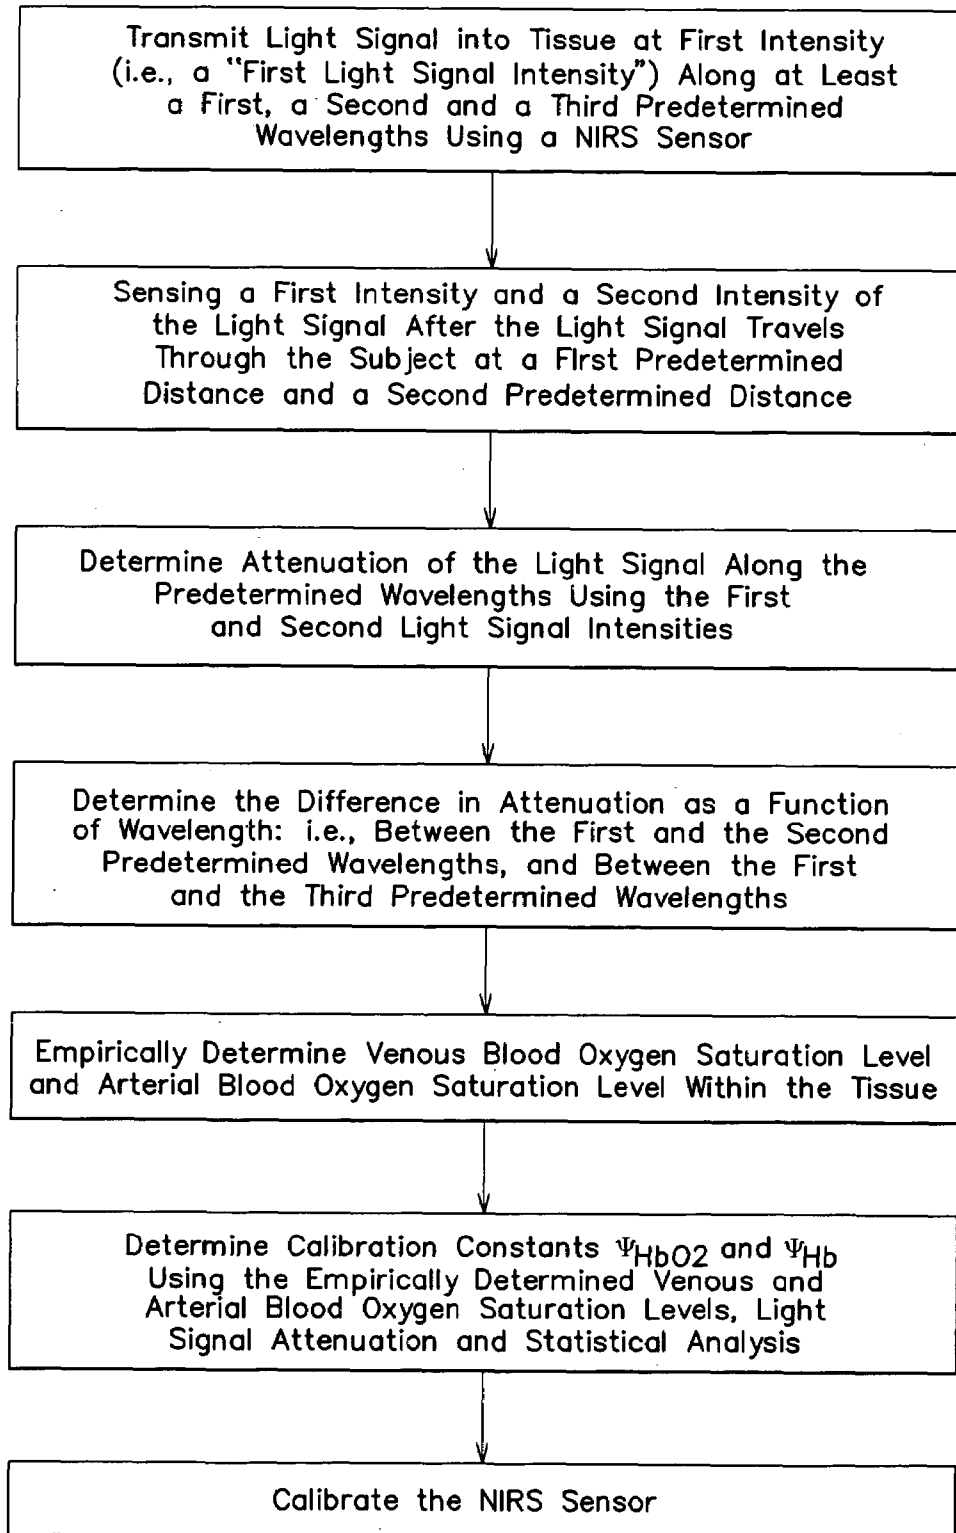 Transmit Light Signal into Tissue at First Intensity
(i.e., a "First Light Signal Intensity") Along at Least
a First, a Second and a Third Predetermined
Wavelengths Using a NIRS Sensor
Sensing a First Intensity and a Second Intensity of
the Light Signal After the Light Signal Travels
Through the Subject at a First Predetermined
Distance and a Second Predetermined Distance
Determine Attenuation of the Light Signal Along the
Predetermined Wavelengths Using the First
and Second Light Signal Intensities
Determine the Difference in Attenuation as a Function
of Wavelength: i.e., Between the First and the Second
Predetermined Wavelengths, and Between the First
and the Third Predetermined Wavelengths
Empirically Determine Venous Blood Oxygen Saturation Level
and Arterial Blood Oxygen Saturation Level Within the Tissue
Determine Calibration Constants ΨHbO2 and ΨHb
Using the Empirically Determined Venous and
Arterial Blood Oxygen Saturation Levels, Light
Signal Attenuation and Statistical Analysis
Calibrate the NIRS Sensor